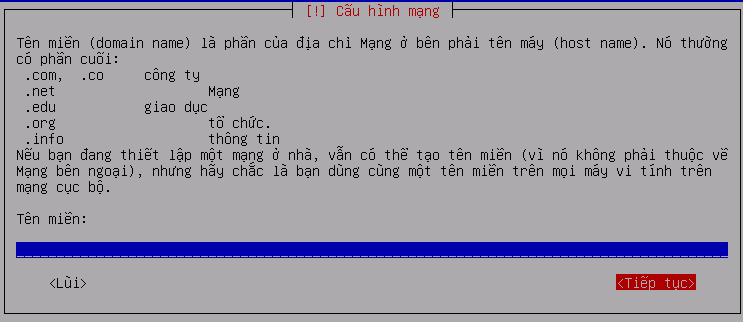 [!] Cấu hình mạng
Tên miền (domain name) là phần của địa chỉ Mạng ở bên phải tên máy (host name). Nó thường
có phần cuối:
.com, .co công ty
.net Mạng
.edu giao dục
.org tổ chức.
.info thông tin
Nếu bạn đang thiết lập một mạng ở nhà, vẫn có thể tạo tên miền (vì nó không phải thuộc về
Mạng bên ngoại), nhưng hãy chắc là bạn dùng cùng một tên miền trên mọi máy vi tính trên
mạng cục bộ.
Tên miền:
<Lùi> <Tiếp tục>